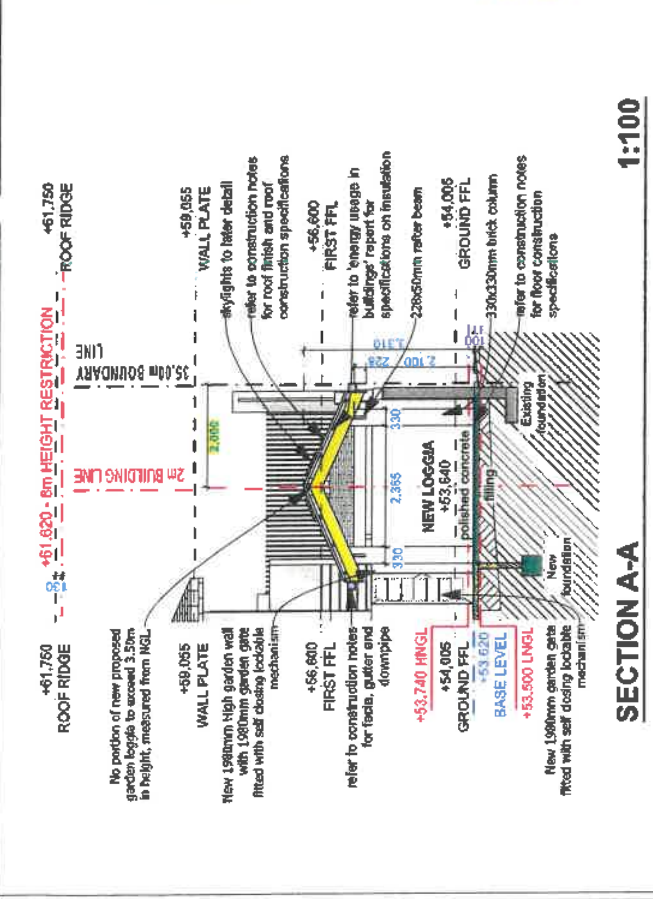 +61,750
ROOF RIDGE
190
+61.620 - 8m HEIGHT RESTRICTION
+61,750
ROOF RIDGE
No portion of new proposed
garden loggia to exceed 3.50m
in height, measured from NGL
2m BUILDING LINE
2,000
35,00m BOUNDARY
LINE
+59,055
WALL PLATE
+59,055
WALL PLATE
New 1980mm High garden wall
with 1980mm garden gate
fitted with self closing lockable
mechanism
skylights to later detail
refer to construction notes
for roof finish and roof
construction specifications
+56,600
FIRST FFL
+56,600
FIRST FFL
refer to construction notes
for facia, gutter and
downpipe
refer to 'energy usage in
buildings' report for
specifications on insulation
228x50mm rafter beam
330
2,365
330
228
2,100
3,310
100
NEW LOGGIA
+53,640
polished concrete
filling
+53.740 HNGL
+54,005
GROUND FFL
+53.620
BASE LEVEL
+53.500 LNGL
+54,005
GROUND FFL
330x330mm brick column
refer to construction notes
for floor construction
specifications
New 1980mm garden gate
fitted with self closing lockable
mechanism
New
foundation
Existing
foundation
SECTION A-A
1:100